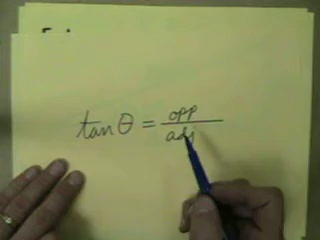 tan θ = opp/adj